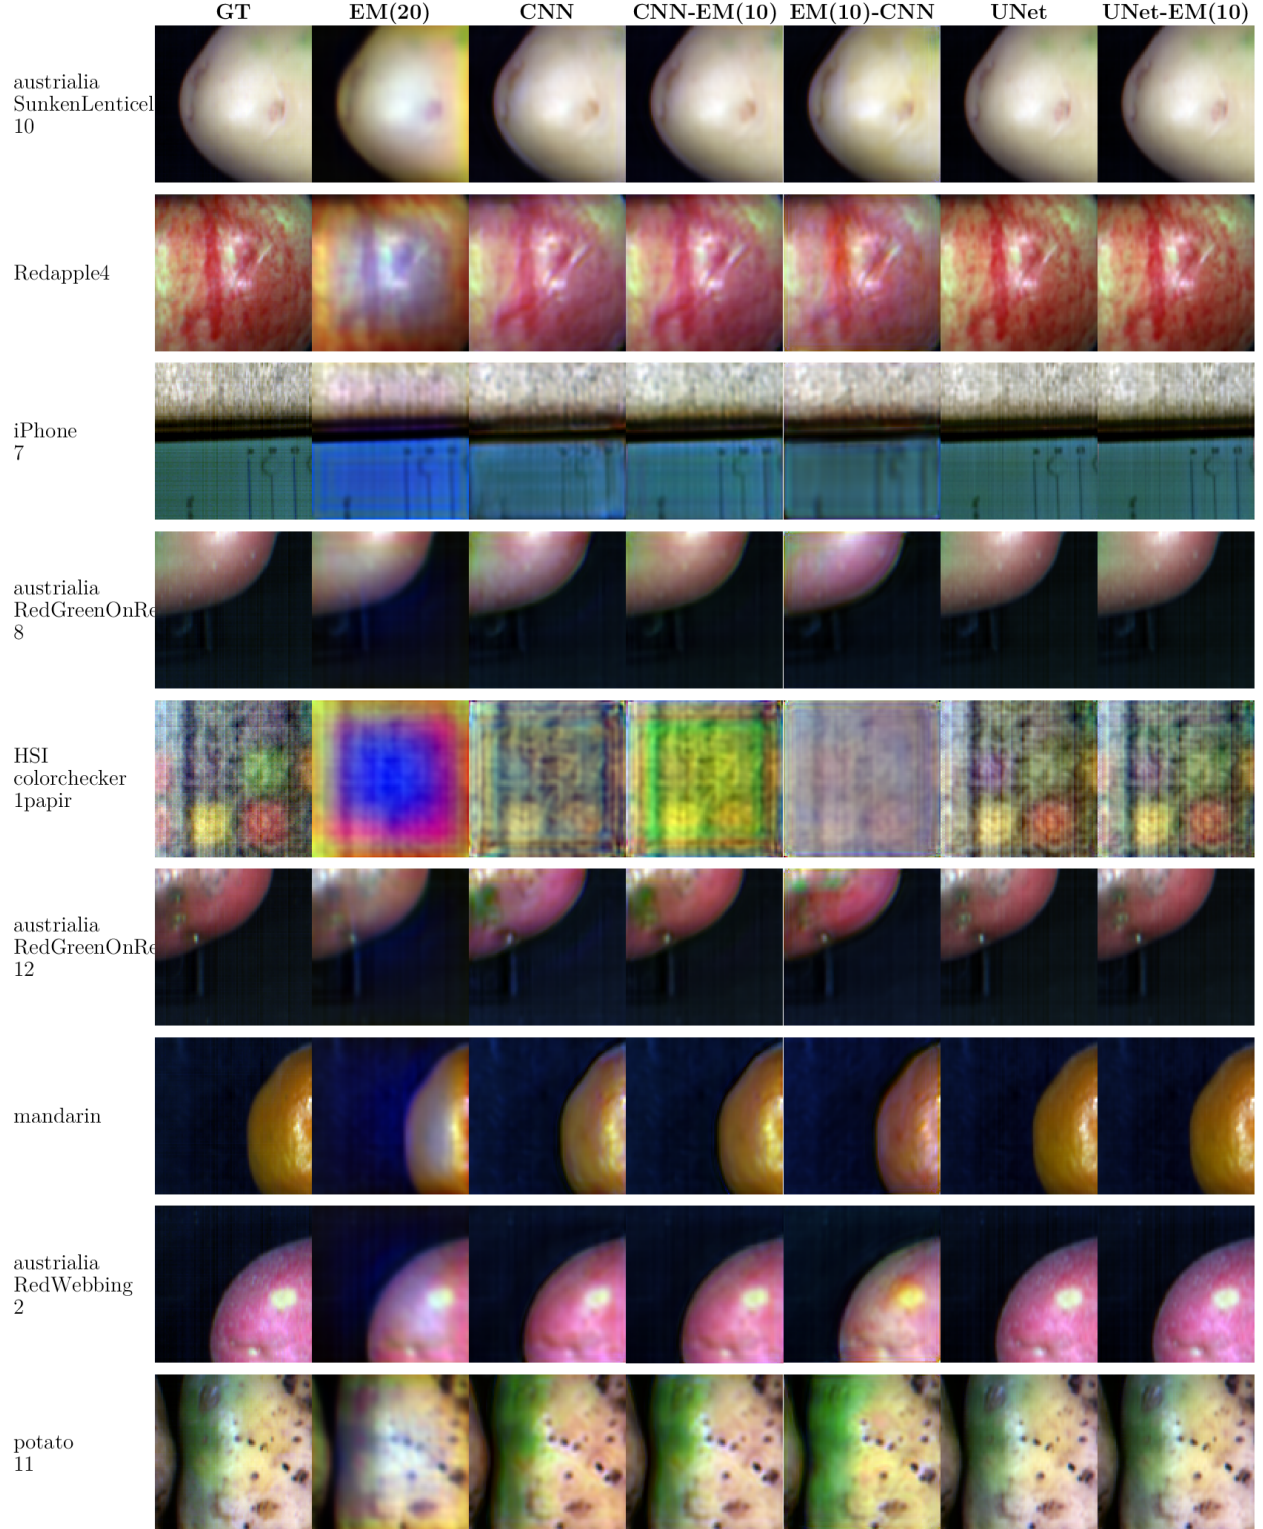 GT EM(20) CNN CNN-EM(10) EM(10)-CNN UNet UNet-EM(10)
austrialia
SunkenLenticel
10
Redapple4
iPhone
7
austrialia
RedGreenOnRe
8
HSI
colorchecker
1papir
austrialia
RedGreenOnRe
12
mandarin
austrialia
RedWebbing
2
potato
11